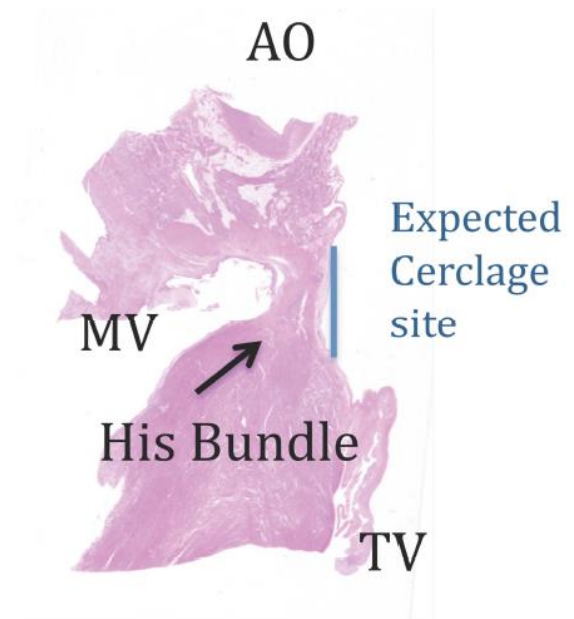 AO
Expected
Cerclage
site
MV
His Bundle
TV